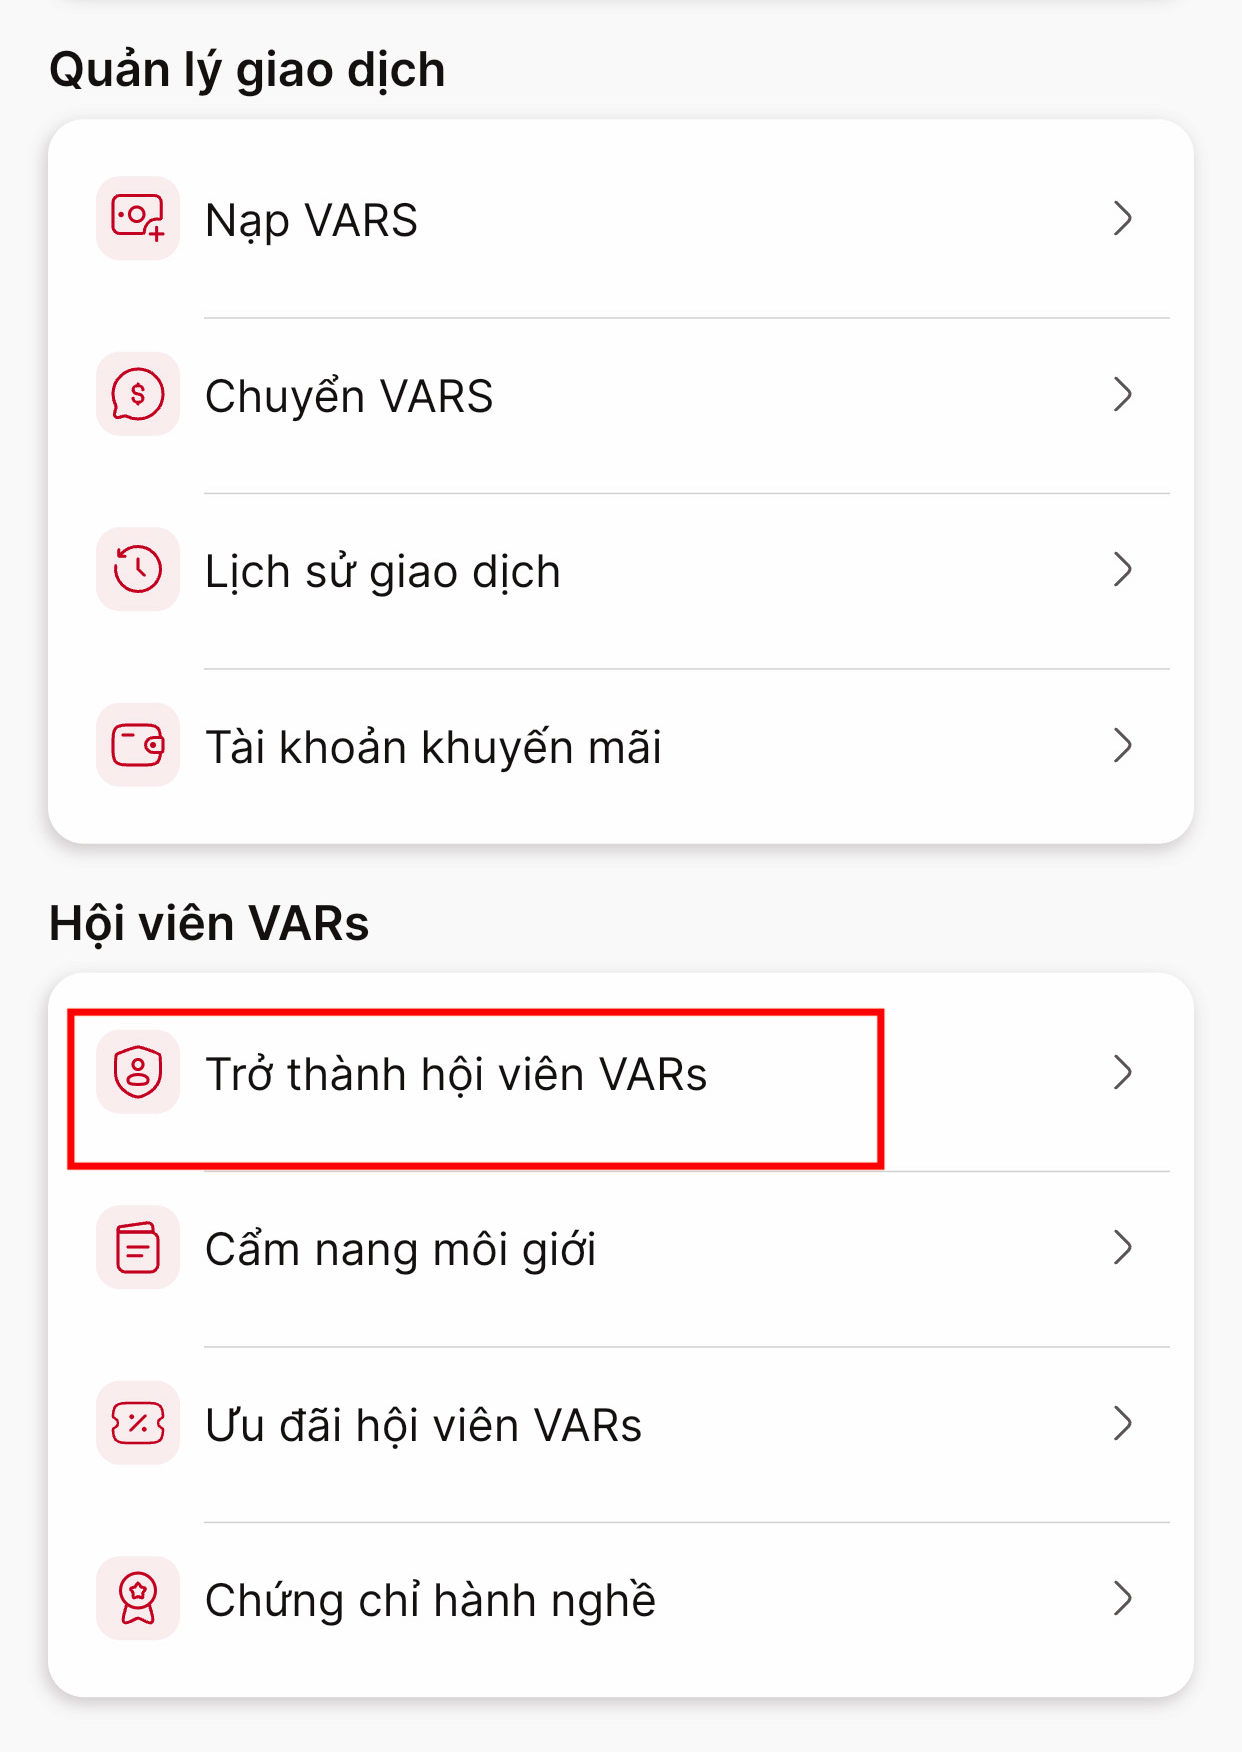 Quản lý giao dịch
Nạp VARS
Chuyển VARS
Lịch sử giao dịch
Tài khoản khuyến mãi
Hội viên VARs
Trở thành hội viên VARs
Cẩm nang môi giới
Ưu đãi hội viên VARs
Chứng chỉ hành nghề